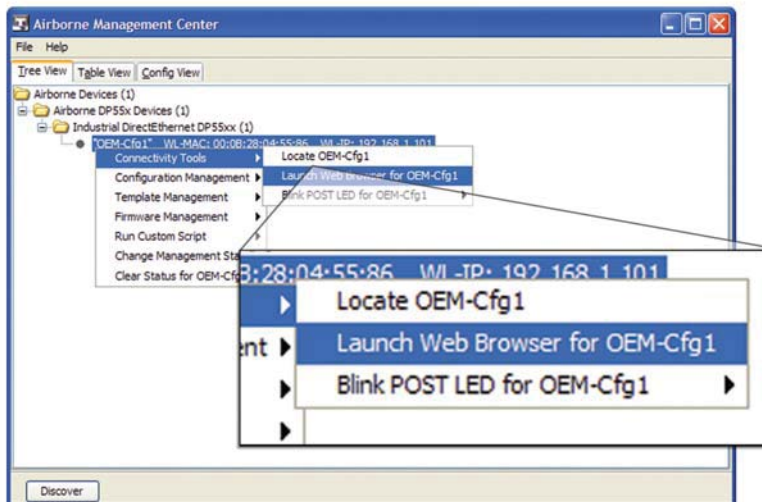 Airborne Management Center
File Help
Tree View Table View Config View
Airborne Devices (1)
Airborne DP55x Devices (1)
Industrial DirectEthernet DP55xx (1)
"OEM-Cfg1" WL-MAC: 00:0B:28:04:55:86 WL-IP: 192.168.1.101
Connectivity Tools
Configuration Management
Template Management
Firmware Management
Run Custom Script
Change Management
Clear Status for OEM-Cfg
Locate OEM-Cfg1
Launch Web Browser for OEM-Cfg1
Blink POST LED for OEM-Cfg1
:28:04:55:86 WL-IP: 192.168.1.101
Locate OEM-Cfg1
Launch Web Browser for OEM-Cfg1
Blink POST LED for OEM-Cfg1
Discover